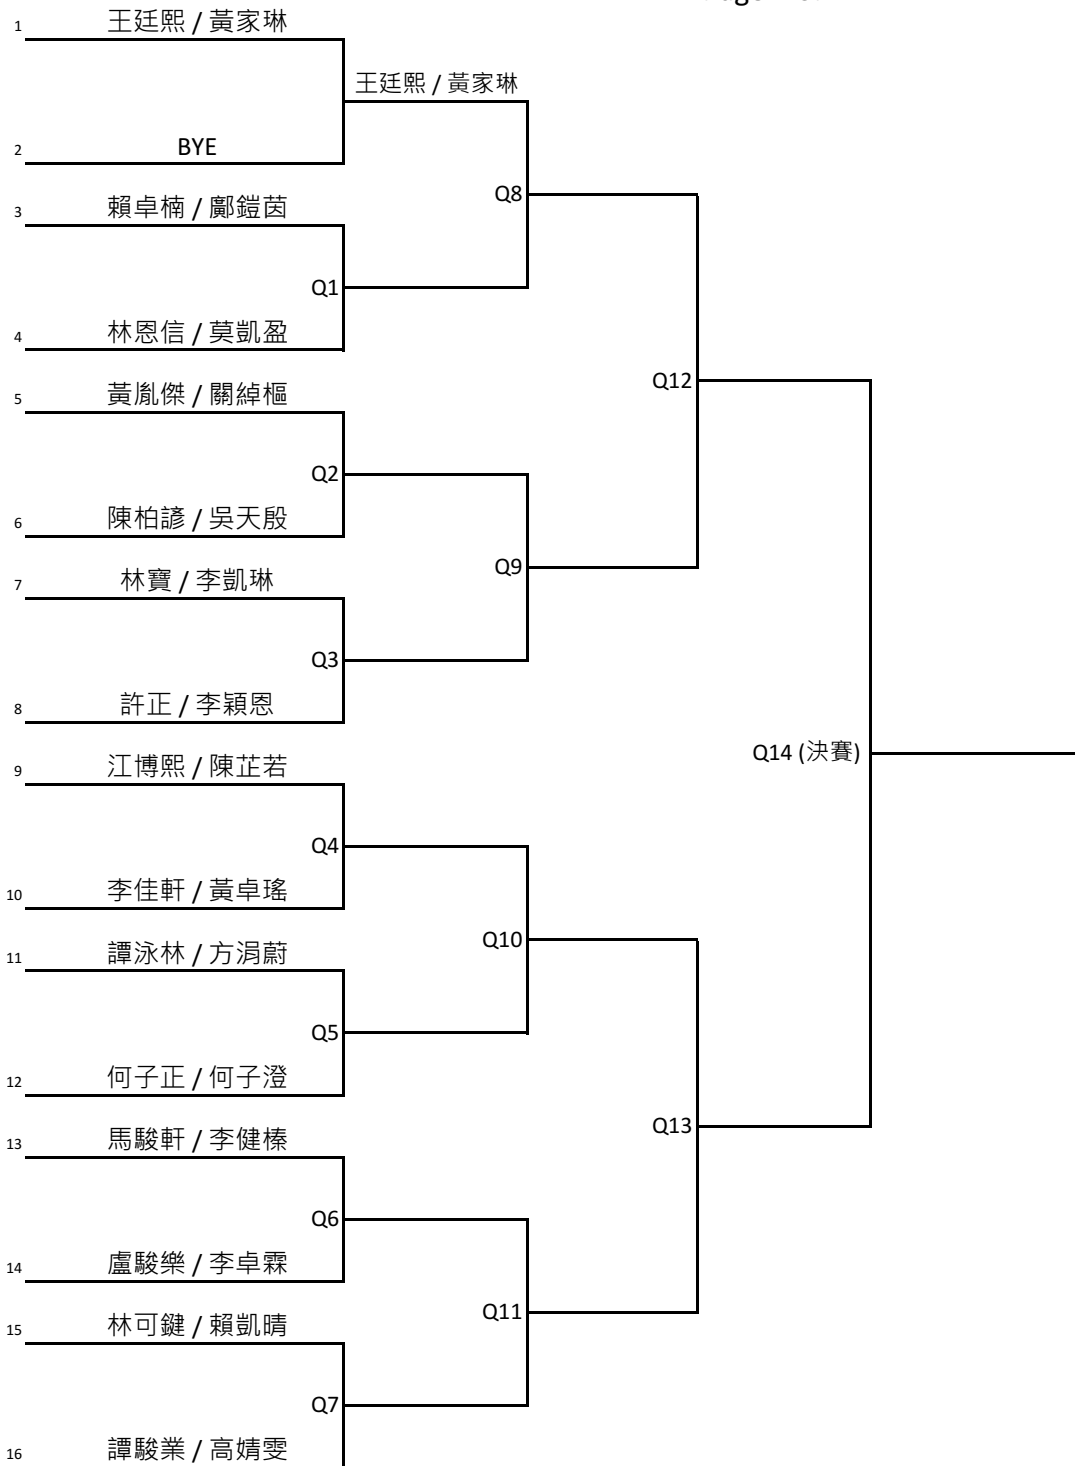 1 王廷熙 / 黃家琳
王廷熙 / 黃家琳
2 BYE
Q8
3 賴卓楠 / 鄺鎧茵
Q1
4 林恩信 / 莫凱盈
Q12
5 黃胤傑 / 關綽樞
Q2
6 陳柏諺 / 吳天殷
Q9
7 林寶 / 李凱琳
Q3
8 許正 / 李穎恩
Q14 (決賽)
9 江博熙 / 陳芷若
Q4
10 李佳軒 / 黃卓瑤
Q10
11 譚泳林 / 方涓蔚
Q5
12 何子正 / 何子澄
Q13
13 馬駿軒 / 李健榛
Q6
14 盧駿樂 / 李卓霖
Q11
15 林可鍵 / 賴凱晴
Q7
16 譚駿業 / 高婧雯